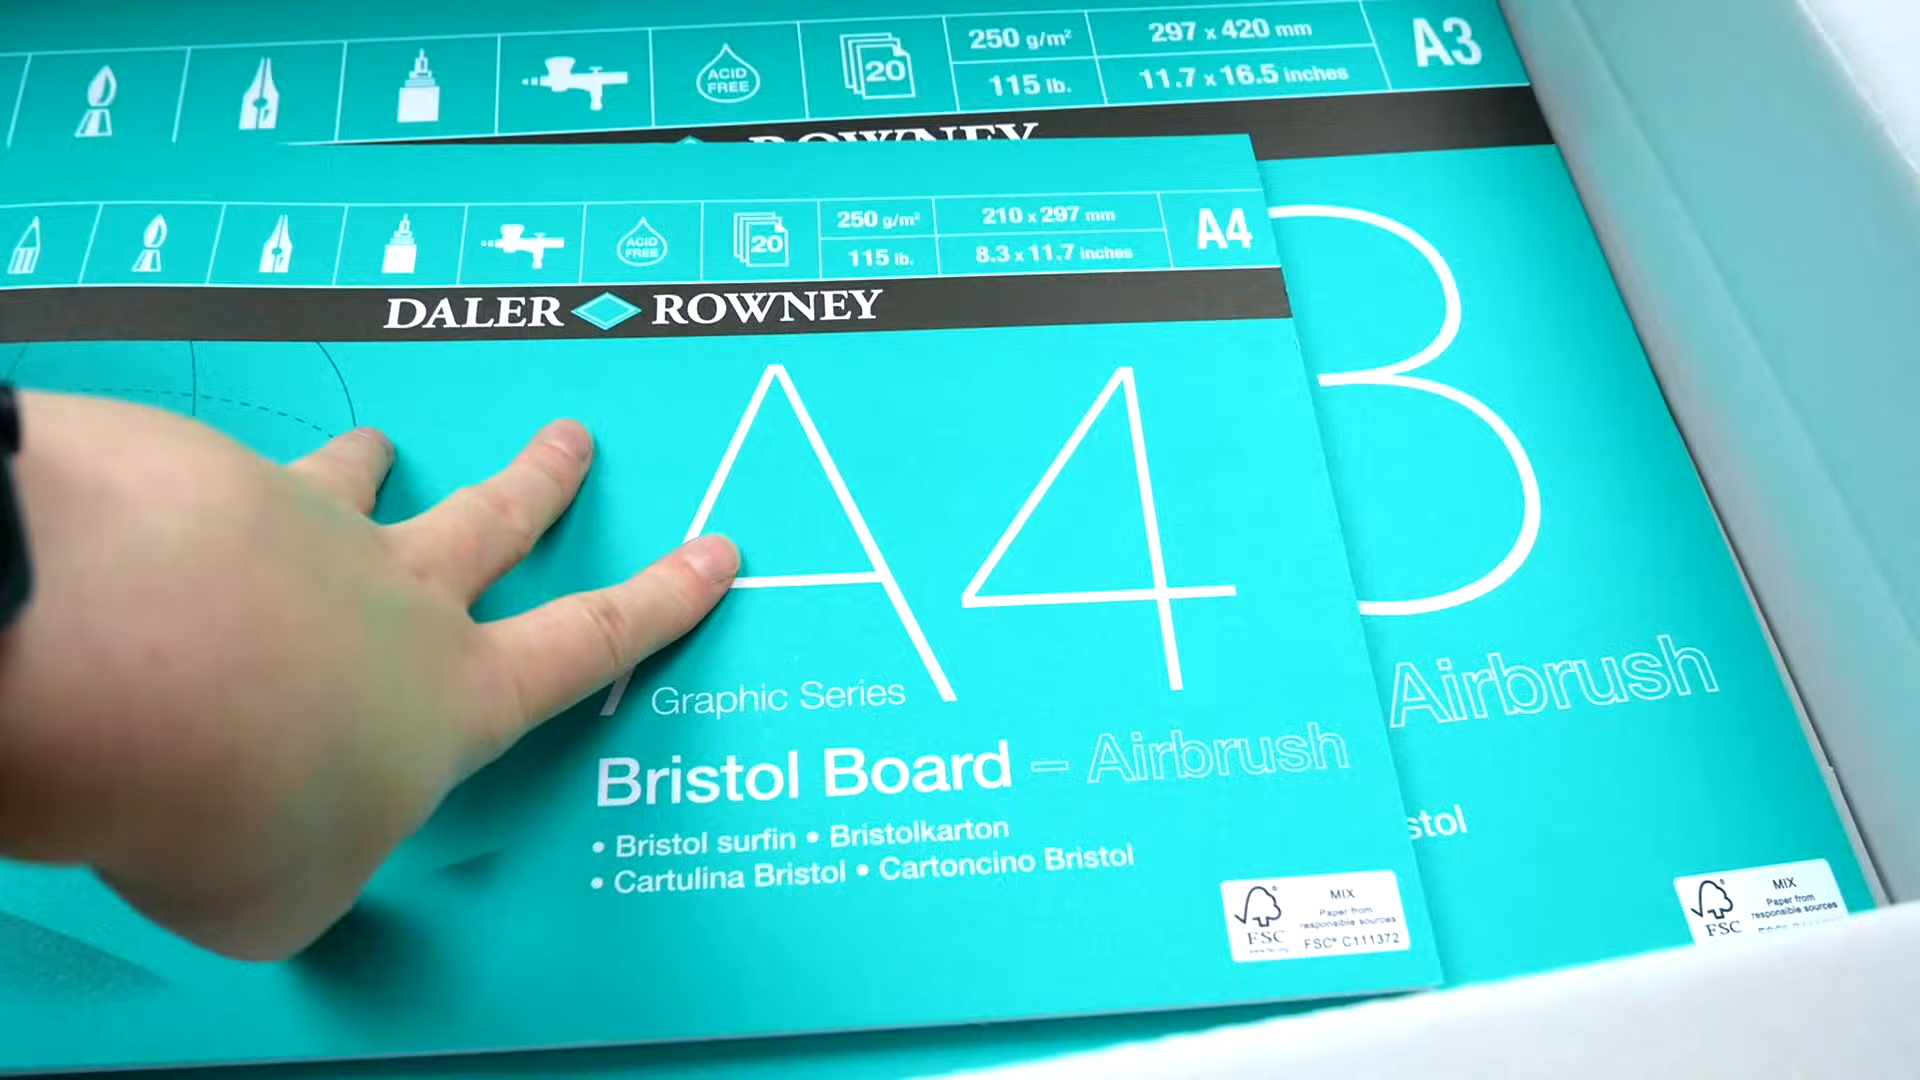 ACID
FREE
20
250 g/m²
115 lb.
297 x 420 mm
11.7 x 16.5 inches
A3
ROWNEY
ACID
FREE
20
250 g/m²
115 lb.
210 x 297 mm
8.3 x 11.7 inches
A4
DALER ROWNEY
A4
3
Graphic Series
Bristol Board – Airbrush
• Bristol surfin • Bristolkarton
• Cartulina Bristol • Cartoncino Bristol
FSC
MIX
Paper from
responsible sources
FSC® C111372
Airbrush
stol
FSC
MIX
Paper from
responsible sources